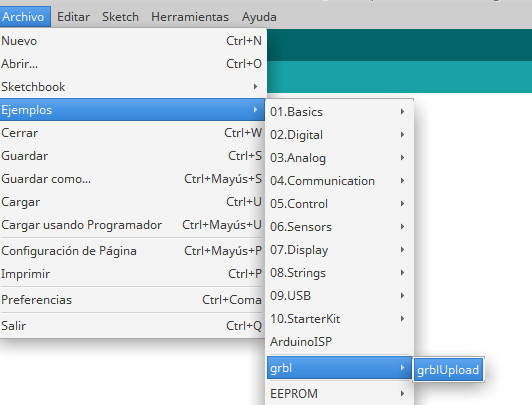 Archivo Editar Sketch Herramientas Ayuda
Nuevo Ctrl+N
Abrir... Ctrl+O
Sketchbook
Ejemplos
Cerrar Ctrl+W
Guardar Ctrl+S
Guardar como... Ctrl+Mayús+S
Cargar Ctrl+U
Cargar usando Programador Ctrl+Mayús+U
Configuración de Página Ctrl+Mayús+P
Imprimir Ctrl+P
Preferencias Ctrl+Coma
Salir Ctrl+Q
01.Basics
02.Digital
03.Analog
04.Communication
05.Control
06.Sensors
07.Display
08.Strings
09.USB
10.StarterKit
ArduinoISP
grbl
EEPROM
grblUpload